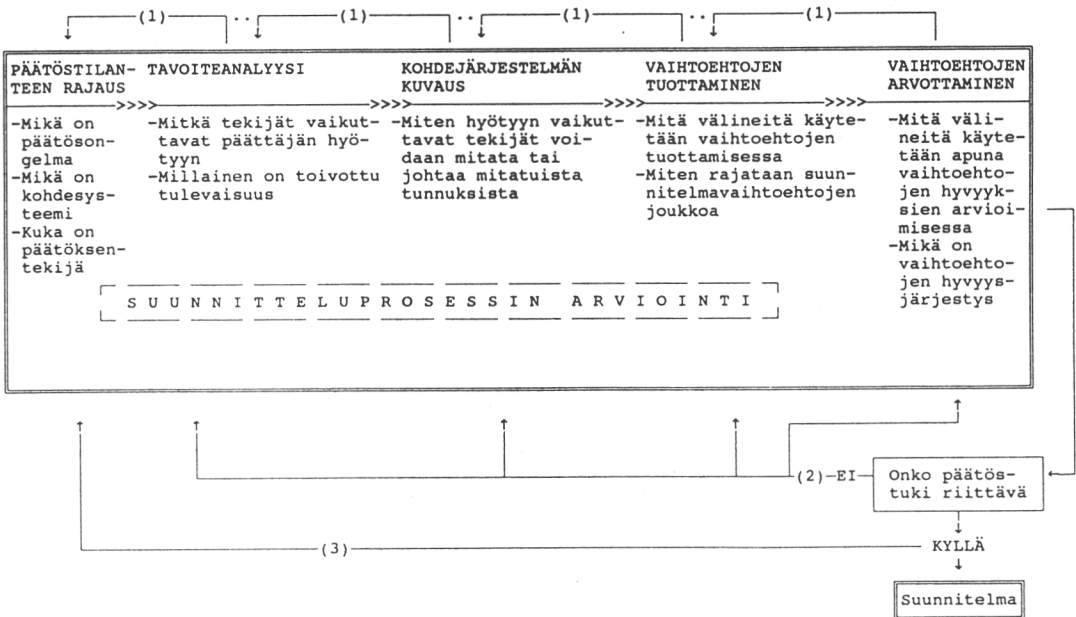 (1) (1) (1) (1)
PÄÄTÖSTILAN-
TEEN RAJAUS
-Mikä on
päätöson-
gelma
-Mikä on
kohdesys-
teemi
-Kuka on
päätöksen-
tekijä
TAVOITEANALYYSI
-Mitkä tekijät vaikut-
tavat päättäjän hyö-
tyyn
-Millainen on toivottu
tulevaisuus
KOHDEJÄRJESTELMÄN
KUVAUS
-Miten hyötyyn vaikut-
tavat tekijät voi-
daan mitata tai
johtaa mitatuista
tunnuksista
VAIHTOEHTOJEN
TUOTTAMINEN
-Mitä välineitä käyte-
tään vaihtoehtojen
tuottamisessa
-Miten rajataan suun-
nitelmavaihtoehtojen
joukkoa
VAIHTOEHTOJEN
ARVOTTAMINEN
-Mitä väli-
neitä käyte-
tään apuna
vaihtoehto-
jen hyvyyk-
sien arvioi-
misessa
-Mikä on
vaihtoehto-
jen hyvyys-
järjestys
>>>> >>>> >>>> >>>>
SUUNNITTELUPROSESSIN ARVIOINTI
(2)-EI
Onko päätös-
tuki riittävä
(3)
KYLLÄ
Suunnitelma